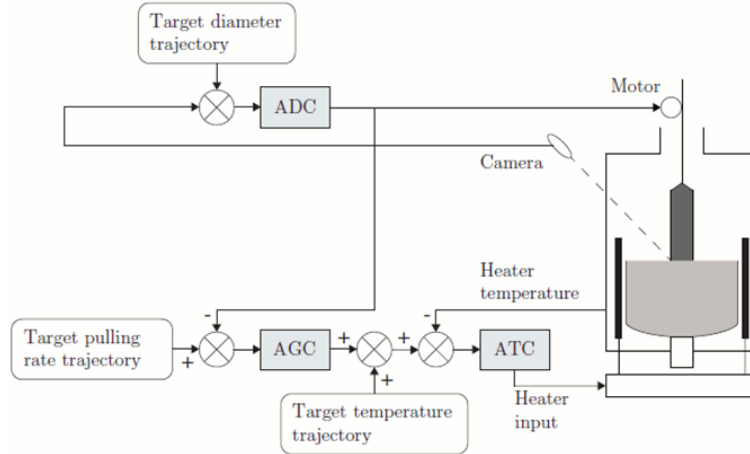 Target diameter
trajectory
ADC
Motor
Camera
Heater
temperature
-
-
Target pulling
rate trajectory
+
AGC
+
+
+
ATC
Target temperature
trajectory
Heater
input